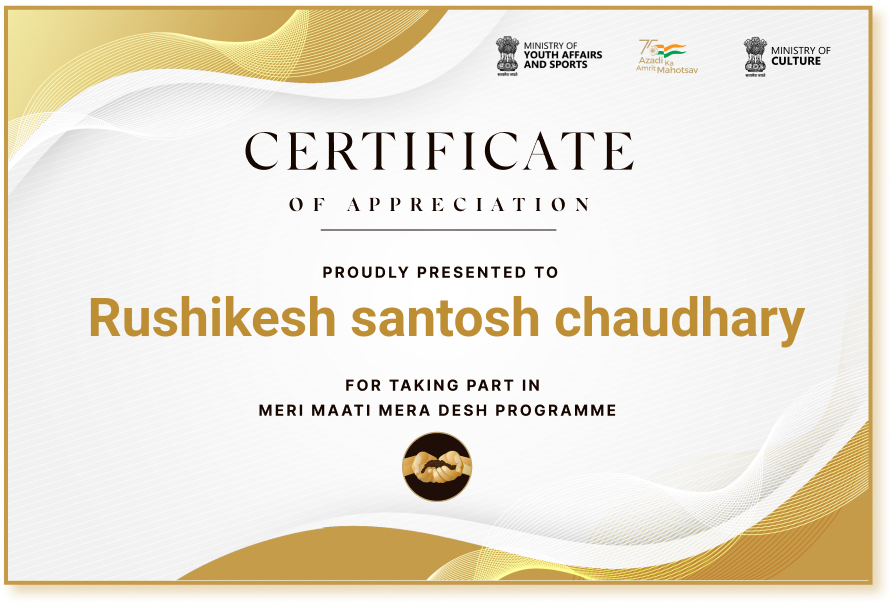 MINISTRY OF
YOUTH AFFAIRS
AND SPORTS
75
Azadi Ka
Amrit Mahotsav
MINISTRY OF
CULTURE
CERTIFICATE
OF APPRECIATION
PROUDLY PRESENTED TO
Rushikesh santosh chaudhary
FOR TAKING PART IN
MERI MAATI MERA DESH PROGRAMME